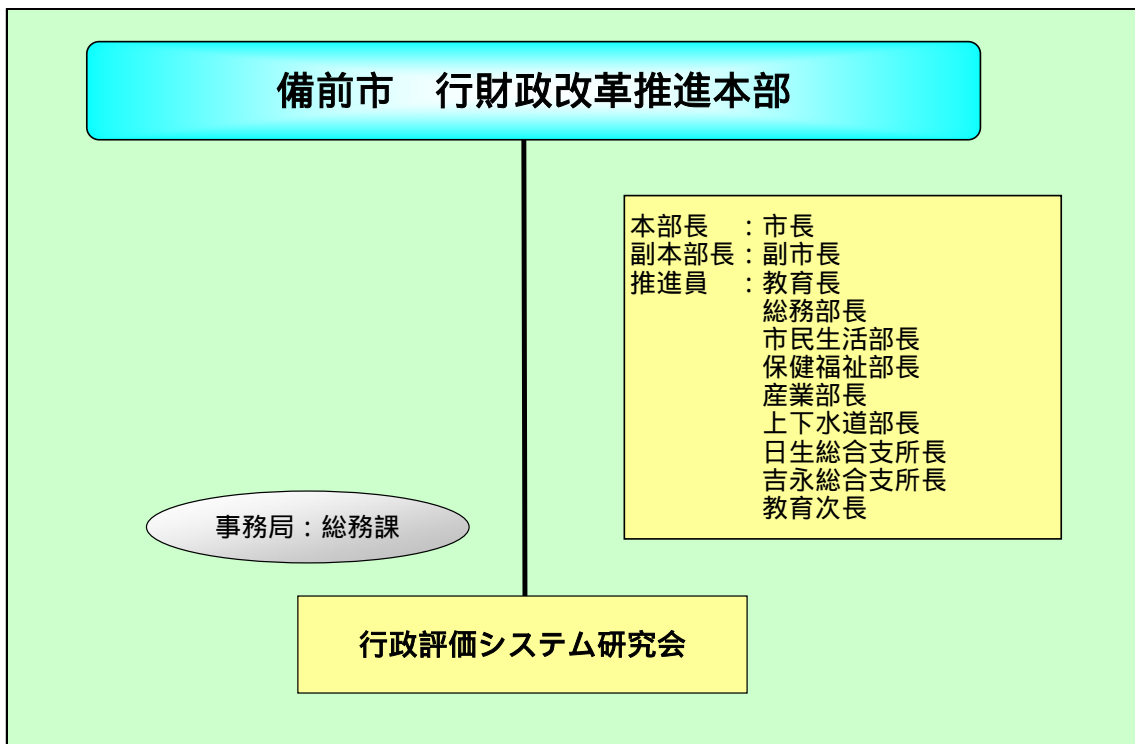 備前市　行財政改革推進本部
本部長　：市長
副本部長：副市長
推進員　：教育長
総務部長
市民生活部長
保健福祉部長
産業部長
上下水道部長
日生総合支所長
吉永総合支所長
教育次長
事務局：総務課
行政評価システム研究会